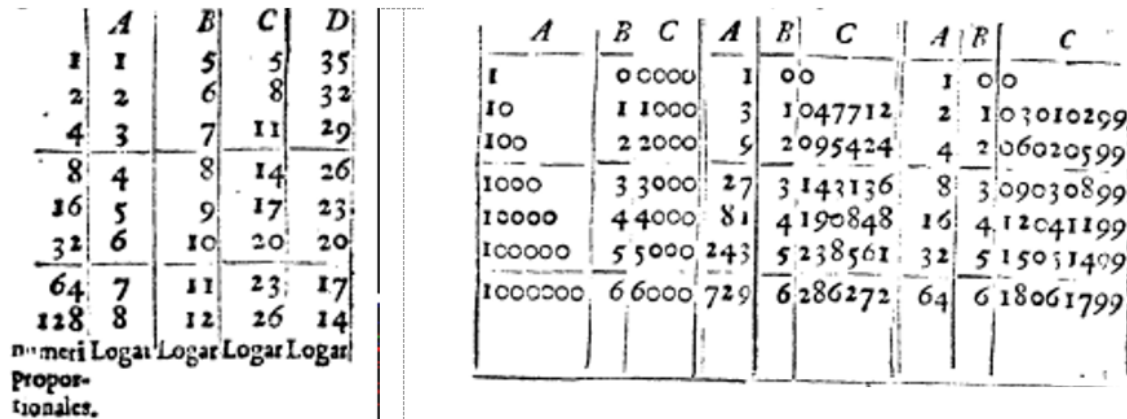 A B C D
1 1 5 5 35
2 2 6 8 32
4 3 7 11 29
8 4 8 14 26
16 5 9 17 23
32 6 10 20 20
64 7 11 23 17
128 8 12 26 14
numeri Logar Logar Logar Logar
Propor-
tionales.
A B C A B C A B C
1 0 0000 1 0 0 1 0 0
10 1 1000 3 1 047712 2 1 03010299
100 2 2000 9 2 095424 4 2 06020599
1000 3 3000 27 3 143136 8 3 09030899
10000 4 4000 81 4 190848 16 4 12041199
100000 5 5000 243 5 238561 32 5 15051499
1000000 6 6000 729 6 286272 64 6 18061799